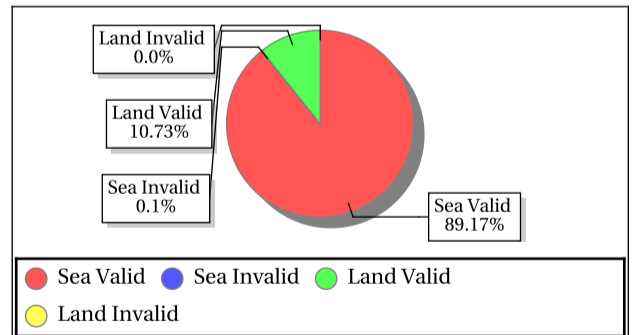 Land Invalid
0.0%
Land Valid
10.73%
Sea Invalid
0.1%
Sea Valid
89.17%
Sea Valid Sea Invalid Land Valid
Land Invalid